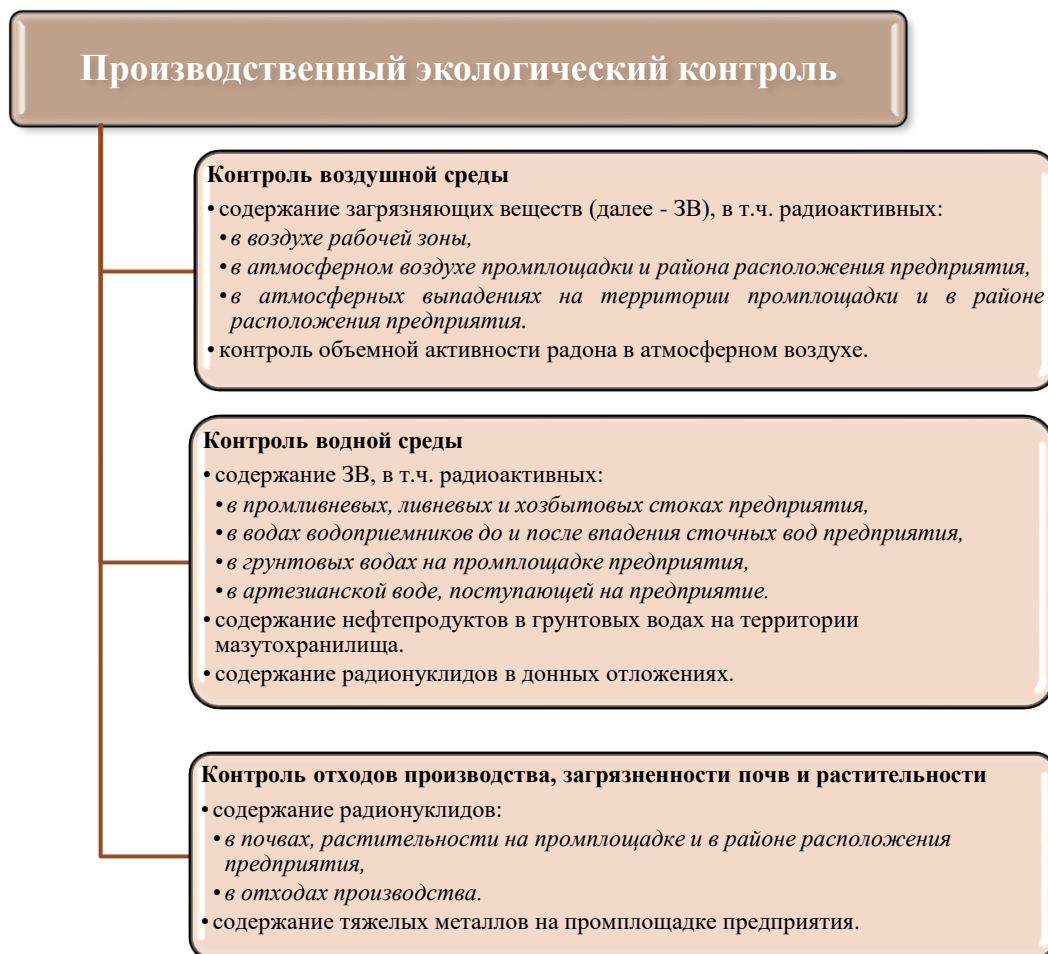 Производственный экологический контроль
Контроль воздушной среды
• содержание загрязняющих веществ (далее - ЗВ), в т.ч. радиоактивных:
• в воздухе рабочей зоны,
• в атмосферном воздухе промплощадки и района расположения предприятия,
• в атмосферных выпадениях на территории промплощадки и в районе
расположения предприятия.
• контроль объемной активности радона в атмосферном воздухе.
Контроль водной среды
• содержание ЗВ, в т.ч. радиоактивных:
• в промливневых, ливневых и хозбытовых стоках предприятия,
• в водах водоприемников до и после впадения сточных вод предприятия,
• в грунтовых водах на промплощадке предприятия,
• в артезианской воде, поступающей на предприятие.
• содержание нефтепродуктов в грунтовых водах на территории
мазутохранилища.
• содержание радионуклидов в донных отложениях.
Контроль отходов производства, загрязненности почв и растительности
• содержание радионуклидов:
• в почвах, растительности на промплощадке и в районе расположения
предприятия,
• в отходах производства.
• содержание тяжелых металлов на промплощадке предприятия.